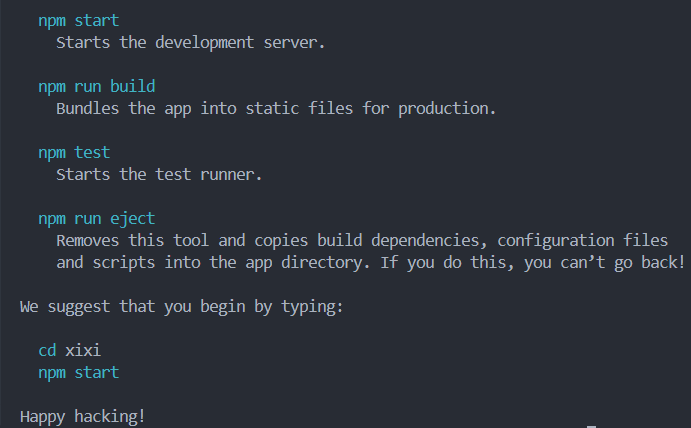 npm start
Starts the development server.
npm run build
Bundles the app into static files for production.
npm test
Starts the test runner.
npm run eject
Removes this tool and copies build dependencies, configuration files
and scripts into the app directory. If you do this, you can’t go back!
We suggest that you begin by typing:
cd xixi
npm start
Happy hacking!